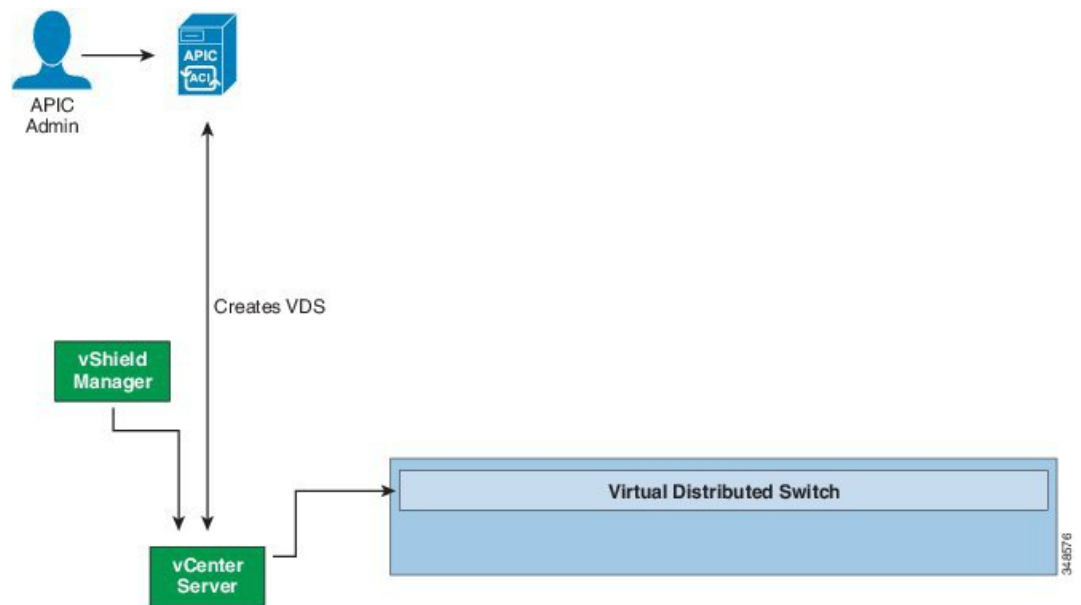 APIC
ACI
APIC
Admin
Creates VDS
vShield
Manager
Virtual Distributed Switch
vCenter
Server
348576